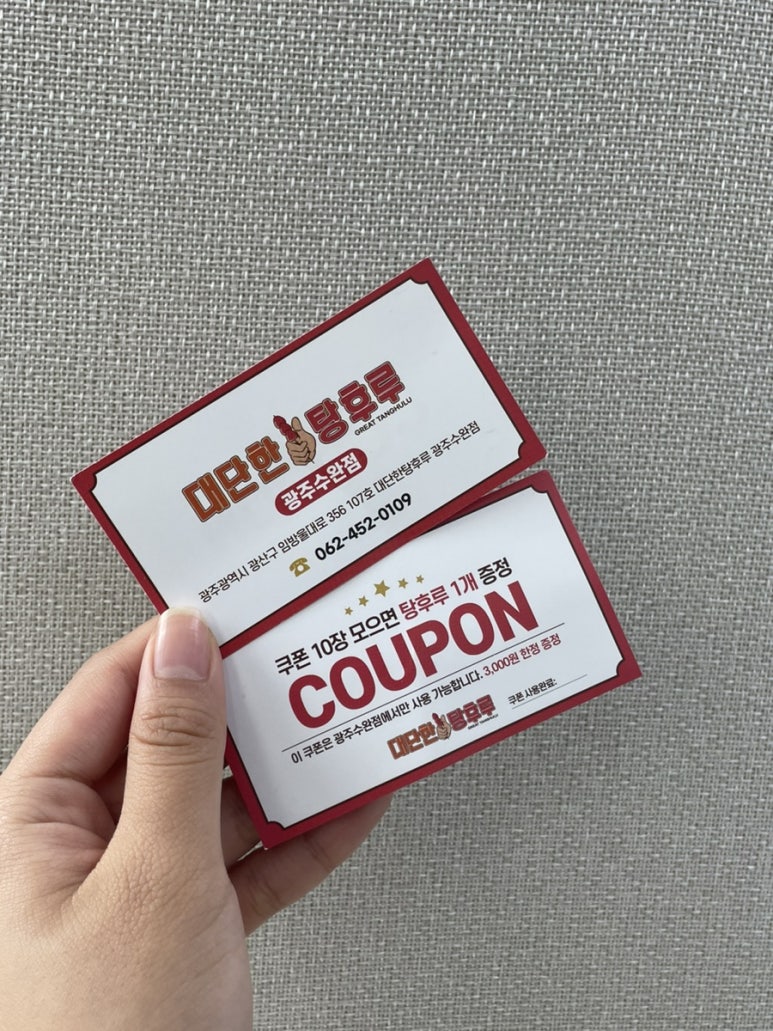 대단한 탕후루
GREAT TANGHULU
광주수완점
광주광역시 광산구 임방울대로 356 107호 대단한탕후루 광주수완점
☎ 062-452-0109
쿠폰 10장 모으면 탕후루 1개 증정
COUPON
이 쿠폰은 광주수완점에서만 사용 가능합니다. 3,000원 한정 증정
대단한 탕후루
GREAT TANGHULU
쿠폰 사용완료: